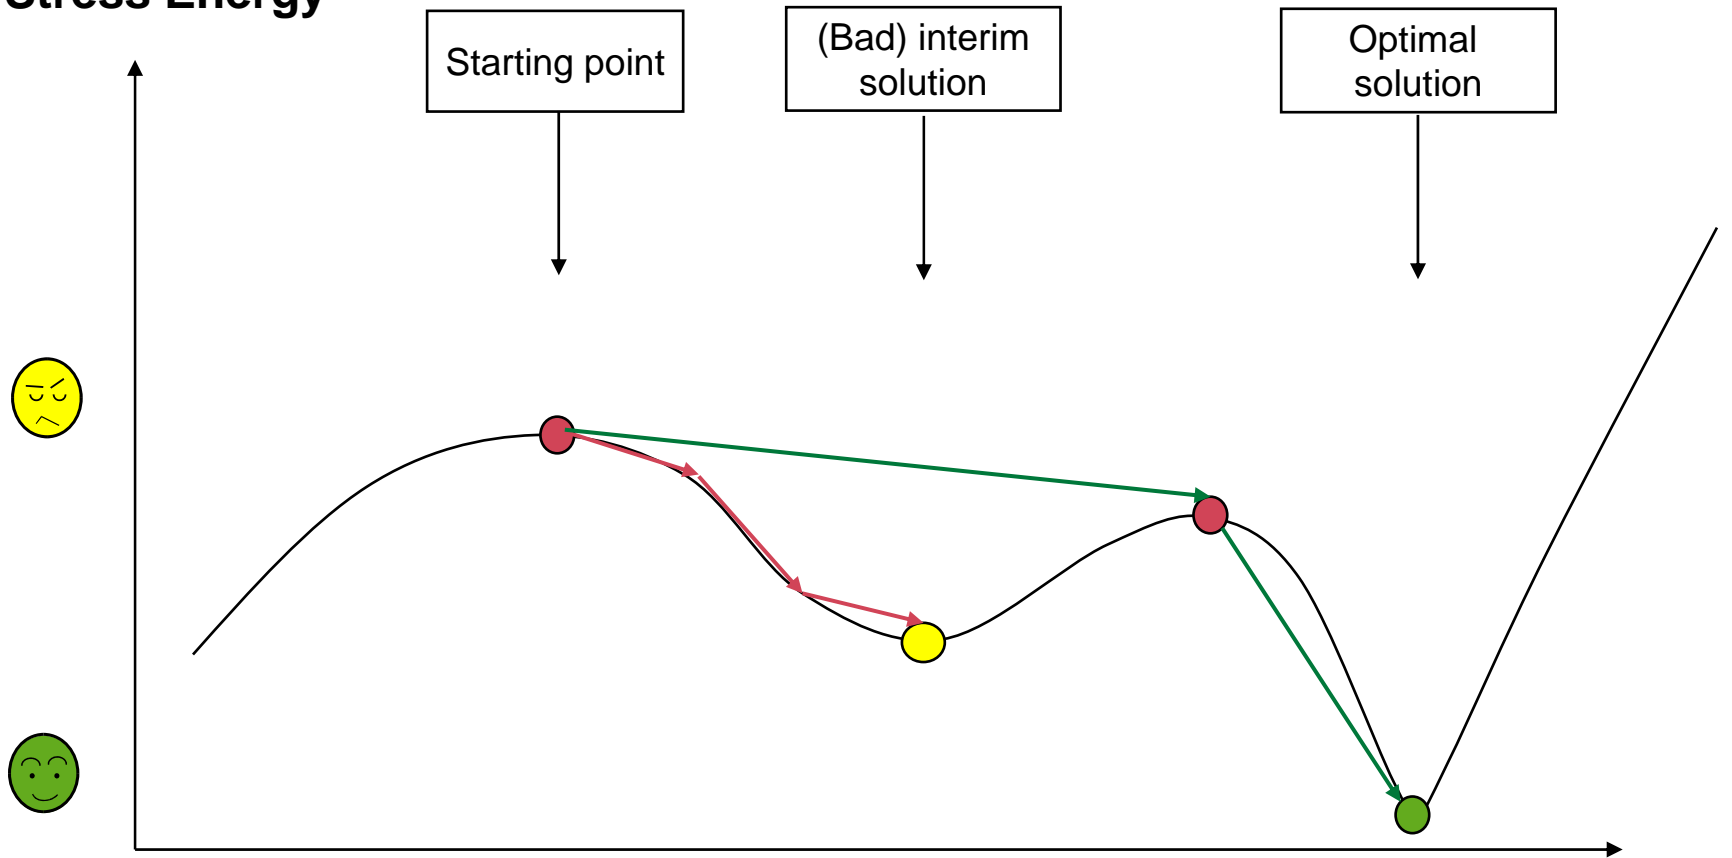 Stress Energy
Starting point
(Bad) interim
solution
Optimal
solution